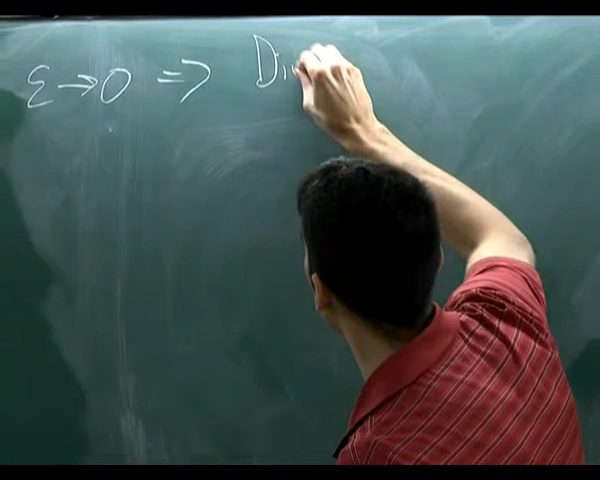 ε → 0 => Di